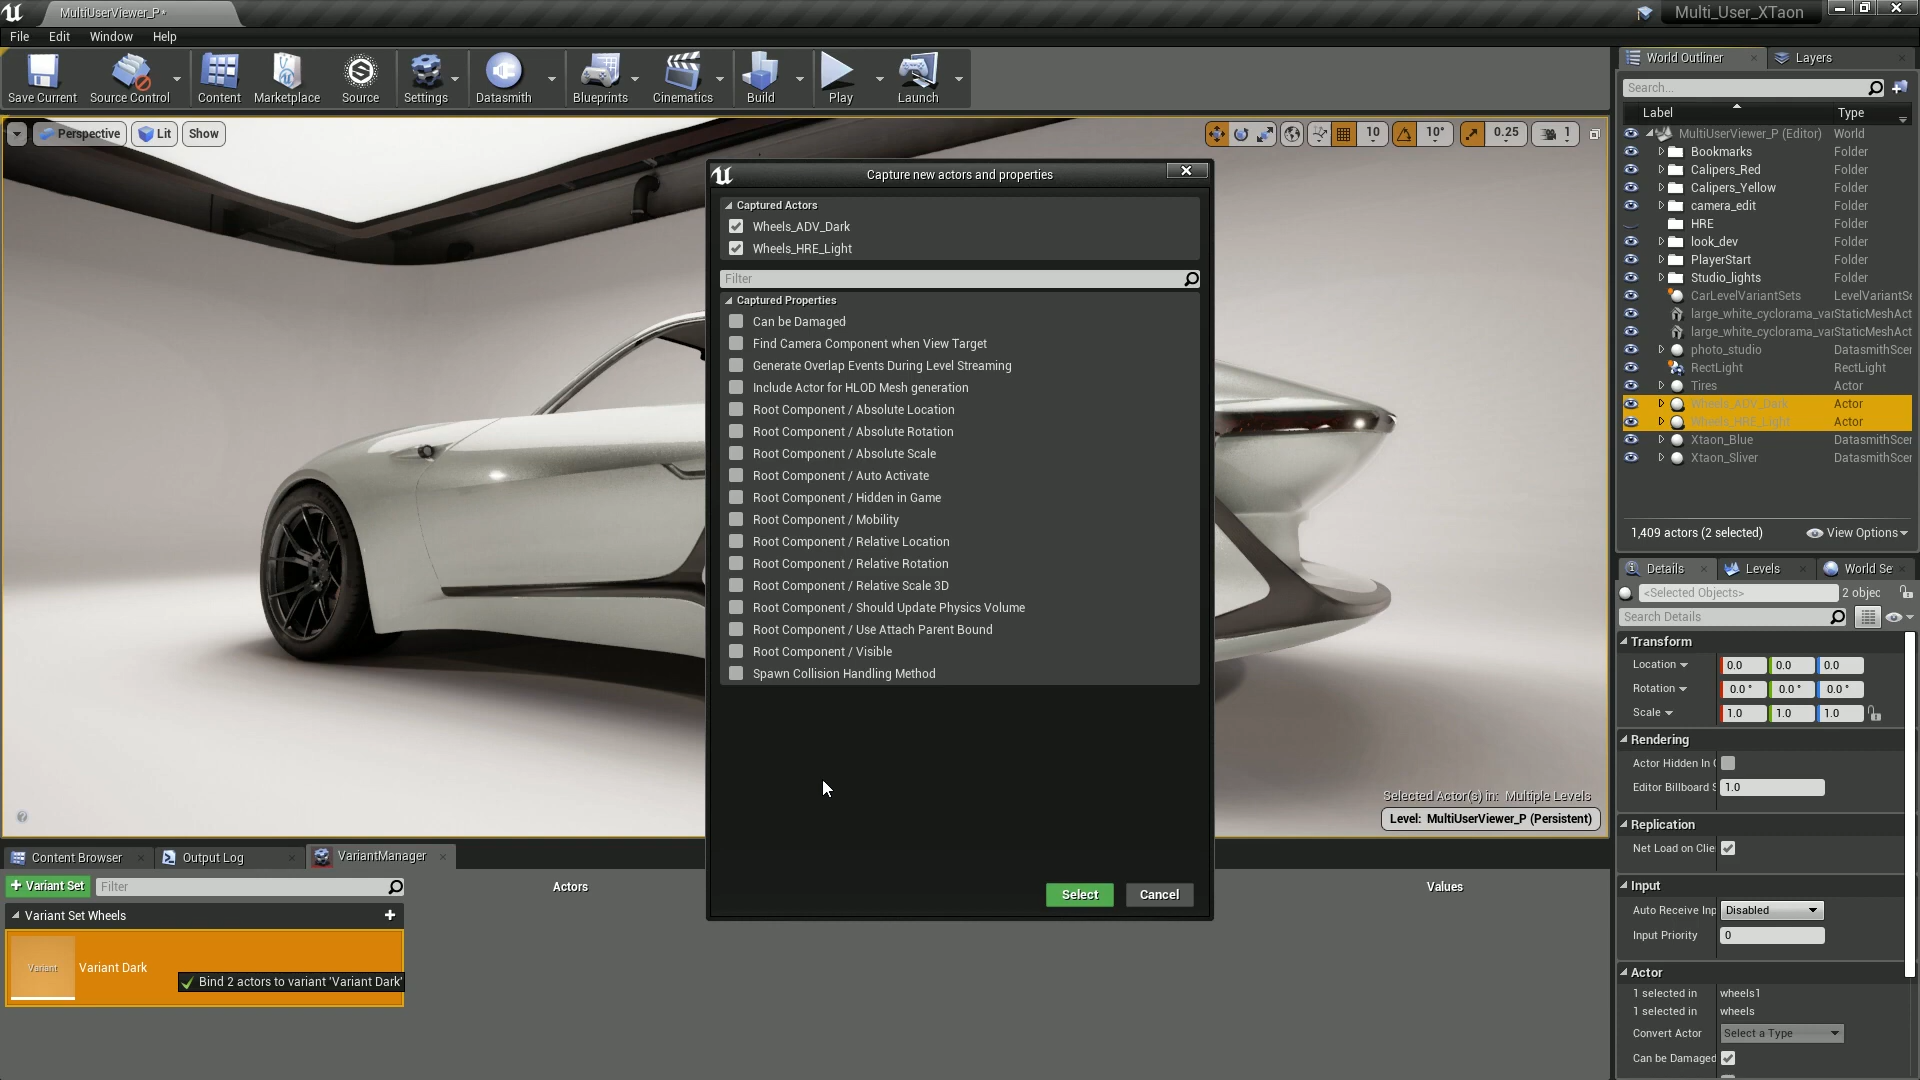 MultiUserViewer_P*
Multi_User_XTaon
File Edit Window Help
Save Current
Source Control
Content
Marketplace
Source
Settings
Datasmith
Blueprints
Cinematics
Build
Play
Launch
Perspective
Lit
Show
10
10°
0.25
1
Capture new actors and properties
Captured Actors
Wheels_ADV_Dark
Wheels_HRE_Light
Filter
Captured Properties
Can be Damaged
Find Camera Component when View Target
Generate Overlap Events During Level Streaming
Include Actor for HLOD Mesh generation
Root Component / Absolute Location
Root Component / Absolute Rotation
Root Component / Absolute Scale
Root Component / Auto Activate
Root Component / Hidden in Game
Root Component / Mobility
Root Component / Relative Location
Root Component / Relative Rotation
Root Component / Relative Scale 3D
Root Component / Should Update Physics Volume
Root Component / Use Attach Parent Bound
Root Component / Visible
Spawn Collision Handling Method
Select
Cancel
Selected Actor(s) in: Multiple Levels
Level: MultiUserViewer_P (Persistent)
Content Browser
Output Log
VariantManager
+ Variant Set
Filter
Actors
Values
Variant Set Wheels
Variant
Variant Dark
Bind 2 actors to variant 'Variant Dark'
World Outliner
Layers
Search...
Label Type
MultiUserViewer_P (Editor) World
Bookmarks Folder
Calipers_Red Folder
Calipers_Yellow Folder
camera_edit Folder
HRE Folder
look_dev Folder
PlayerStart Folder
Studio_lights Folder
CarLevelVariantSets LevelVariantSe
large_white_cyclorama_var StaticMeshAct
large_white_cyclorama_var StaticMeshAct
photo_studio DatasmithScer
RectLight RectLight
Tires Actor
Wheels_ADV_Dark Actor
Wheels_HRE_Light Actor
Xtaon_Blue DatasmithScer
Xtaon_Sliver DatasmithScer
1,409 actors (2 selected)
View Options
Details
Levels
World Se
<Selected Objects>
2 objec
Search Details
Transform
Location 0.0 0.0 0.0
Rotation 0.0 ° 0.0 ° 0.0 °
Scale 1.0 1.0 1.0
Rendering
Actor Hidden In G
Editor Billboard S 1.0
Replication
Net Load on Clie
Input
Auto Receive Inp Disabled
Input Priority 0
Actor
1 selected in wheels1
1 selected in wheels
Convert Actor Select a Type
Can be Damaged